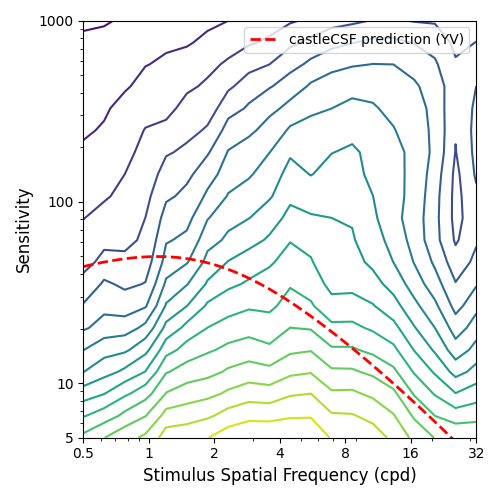 1000
castleCSF prediction (YV)
100
Sensitivity
10
5
0.5 1 2 4 8 16 32
Stimulus Spatial Frequency (cpd)